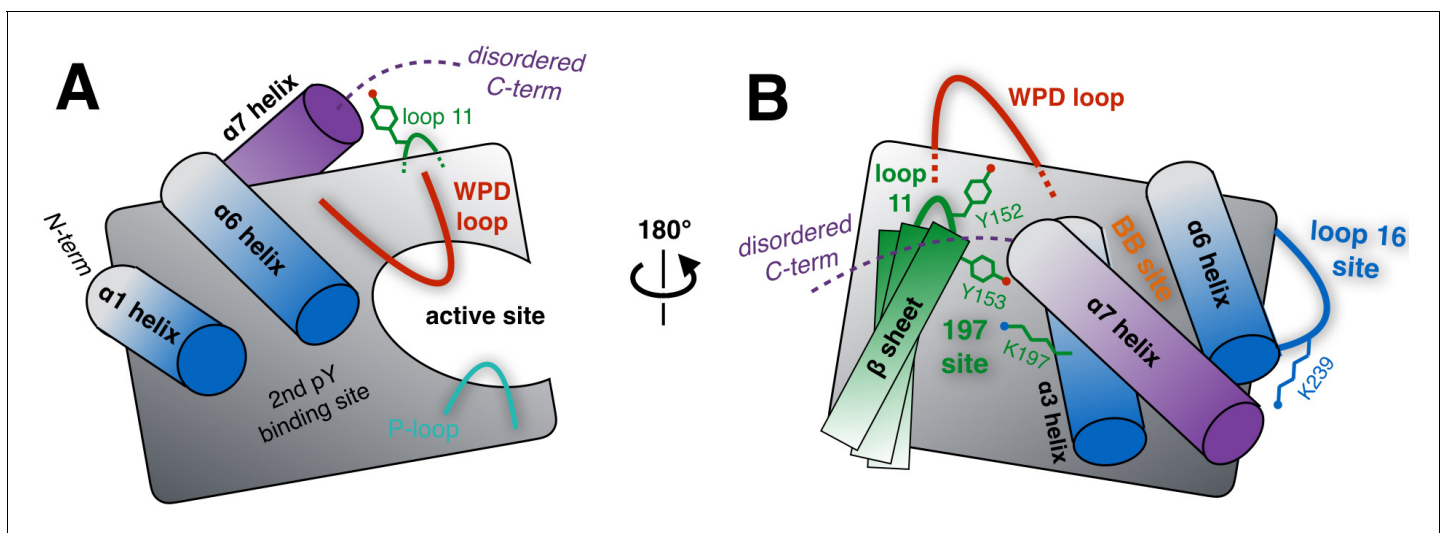 A
α7 helix
disordered
C-term
loop 11
WPD
loop
N-term
α6 helix
α1 helix
active site
2nd pY
binding site
P-loop
180°
B
WPD loop
loop
11
Y152
disordered
C-term
Y153
β sheet
197
site
K197
α3 helix
α7 helix
BB site
α6 helix
loop 16
site
K239